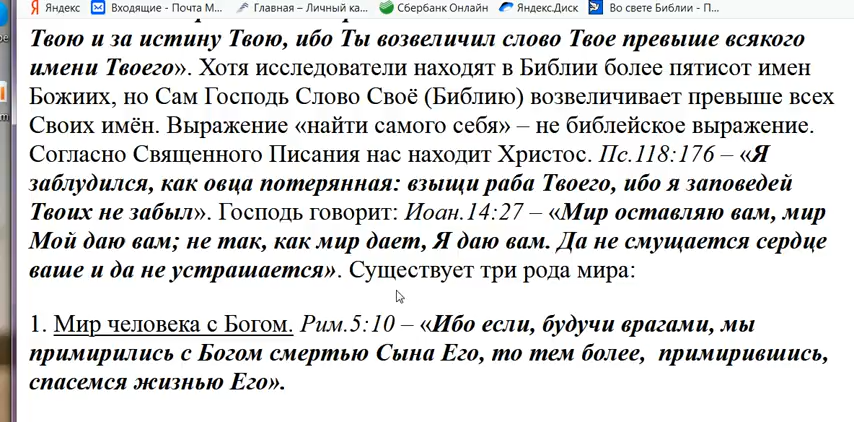 Яндекс Входящие - Почта М... Главная – Личный ка... Сбербанк Онлайн Яндекс.Диск Во свете Библии - П...
Твою и за истину Твою, ибо Ты возвеличил слово Твое превыше всякого
имени Твоего». Хотя исследователи находят в Библии более пятисот имен
Божиих, но Сам Господь Слово Своё (Библию) возвеличивает превыше всех
Своих имён. Выражение «найти самого себя» – не библейское выражение.
Согласно Священного Писания нас находит Христос. Пс.118:176 – «Я
заблудился, как овца потерянная: взыщи раба Твоего, ибо я заповедей
Твоих не забыл». Господь говорит: Иоан.14:27 – «Мир оставляю вам, мир
Мой даю вам; не так, как мир дает, Я даю вам. Да не смущается сердце
ваше и да не устрашается». Существует три рода мира:
1. Мир человека с Богом. Рим.5:10 – «Ибо если, будучи врагами, мы
примирились с Богом смертью Сына Его, то тем более, примирившись,
спасемся жизнью Его».